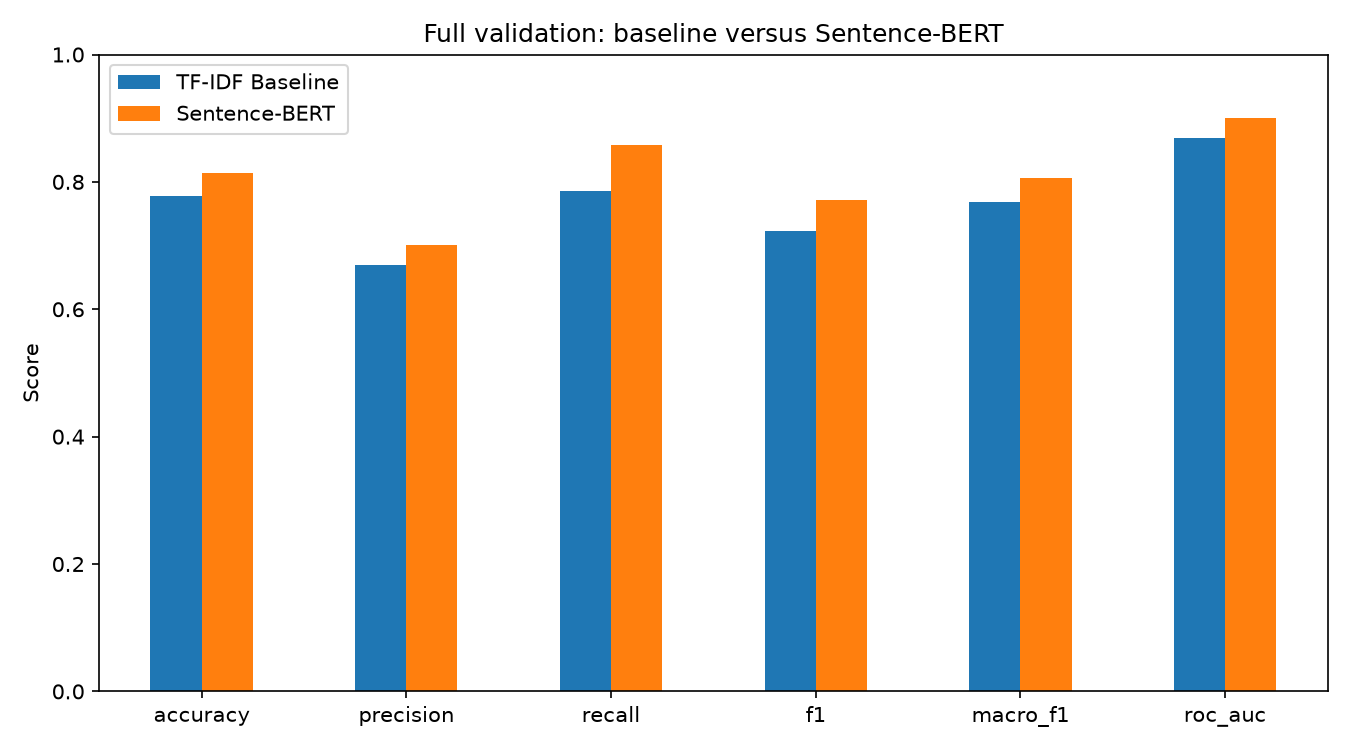 Full validation: baseline versus Sentence-BERT
1.0
TF-IDF Baseline
Sentence-BERT
0.8
0.6
Score
0.4
0.2
0.0
accuracy precision recall f1 macro_f1 roc_auc